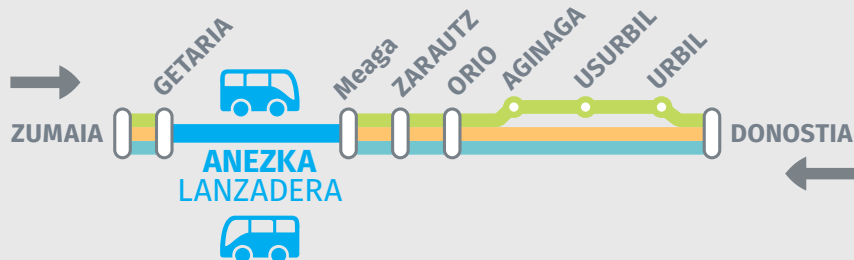 GETARIA
Meaga
ZARAUTZ
ORIO
AGINAGA
USURBIL
URBIL
ZUMAIA
DONOSTIA
ANEZKA
LANZADERA